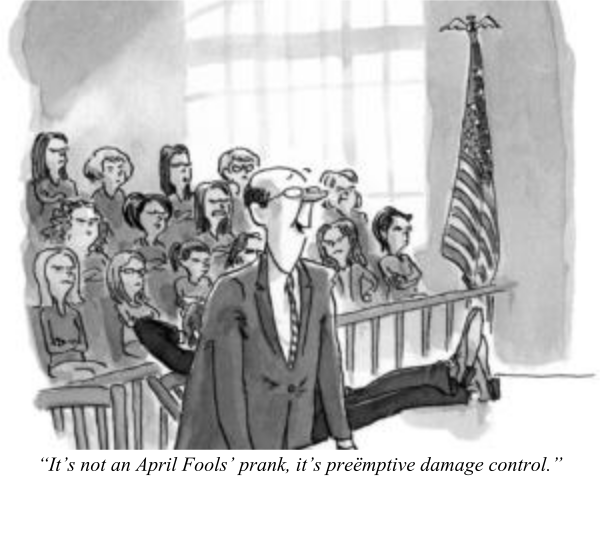 “It’s not an April Fools’ prank, it’s preëmptive damage control.”